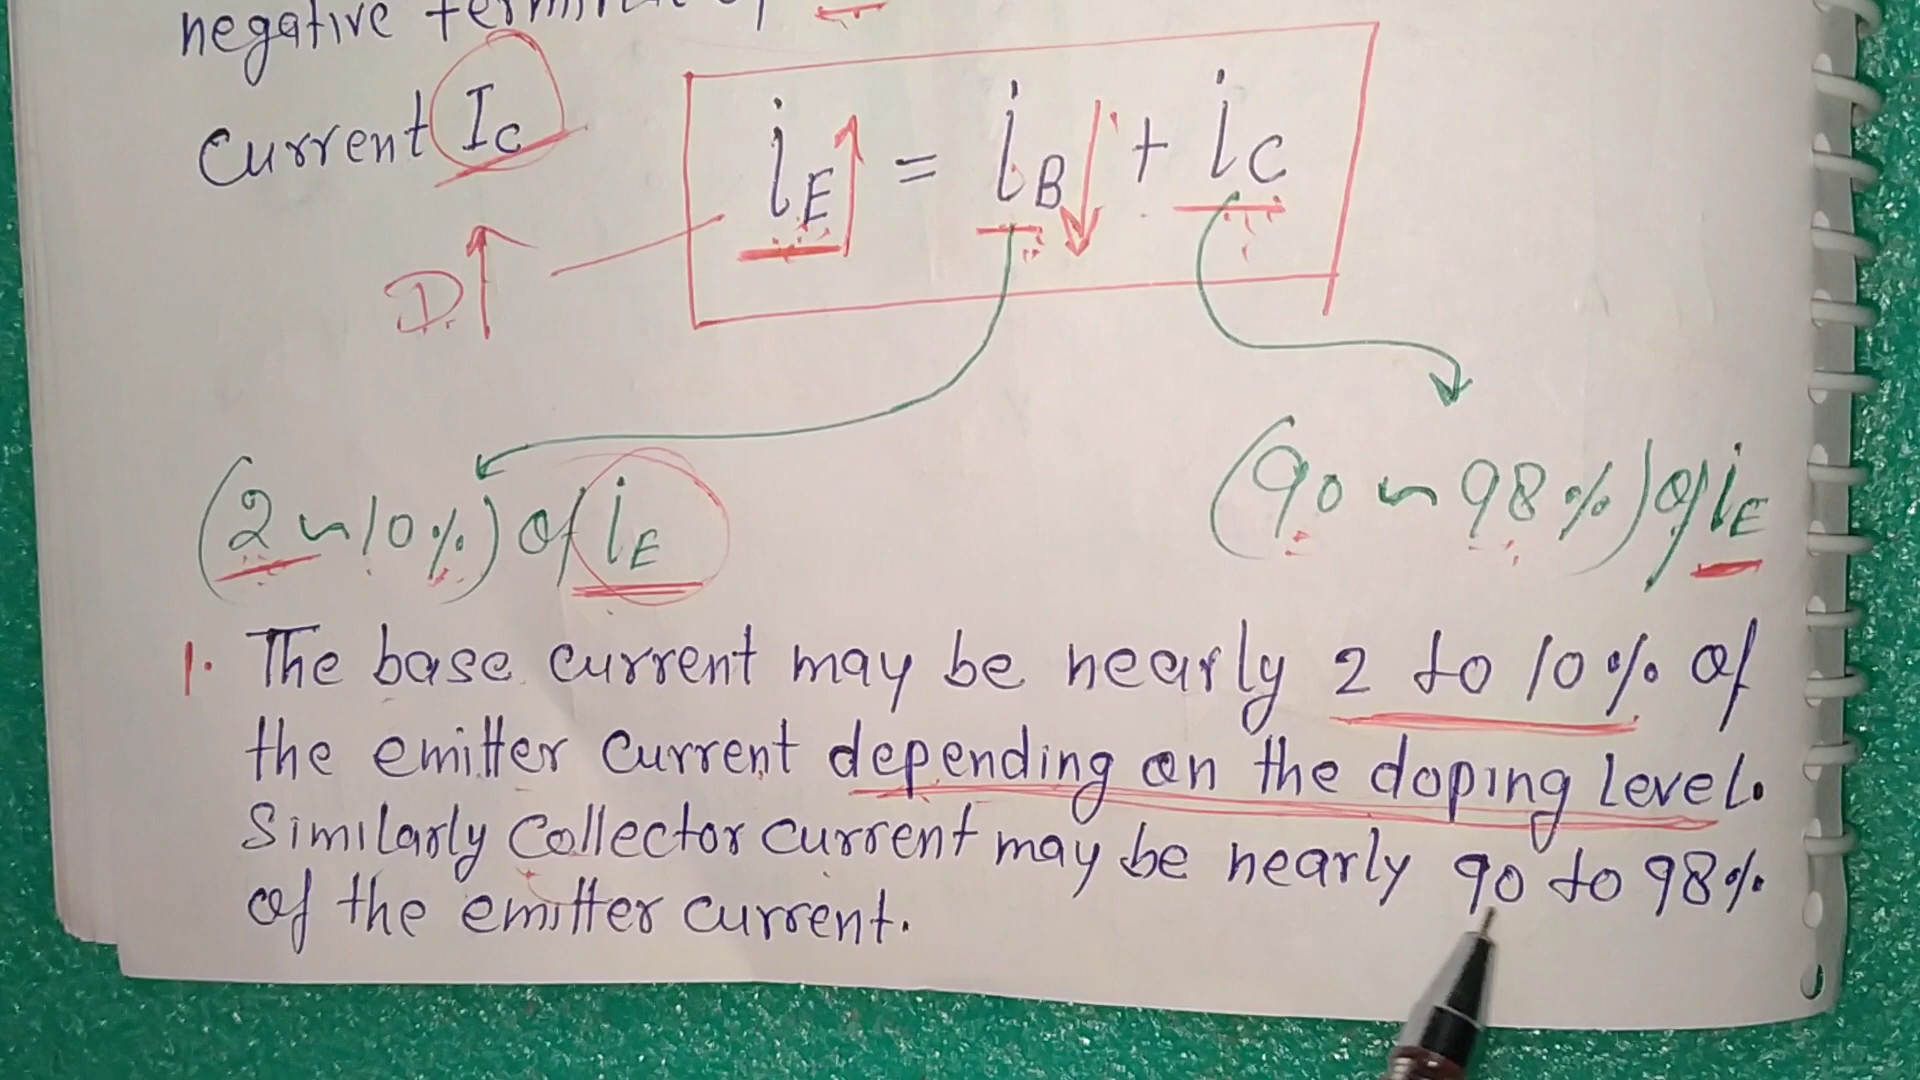 negative terminal of
Current Ic
iE = iB + ic
D
(2 ~ 10%) of iE
(90 ~ 98%) of iE
1. The base current may be nearly 2 to 10% of
the emitter current depending on the doping level.
Similarly collector current may be nearly 90 to 98%
of the emitter current.